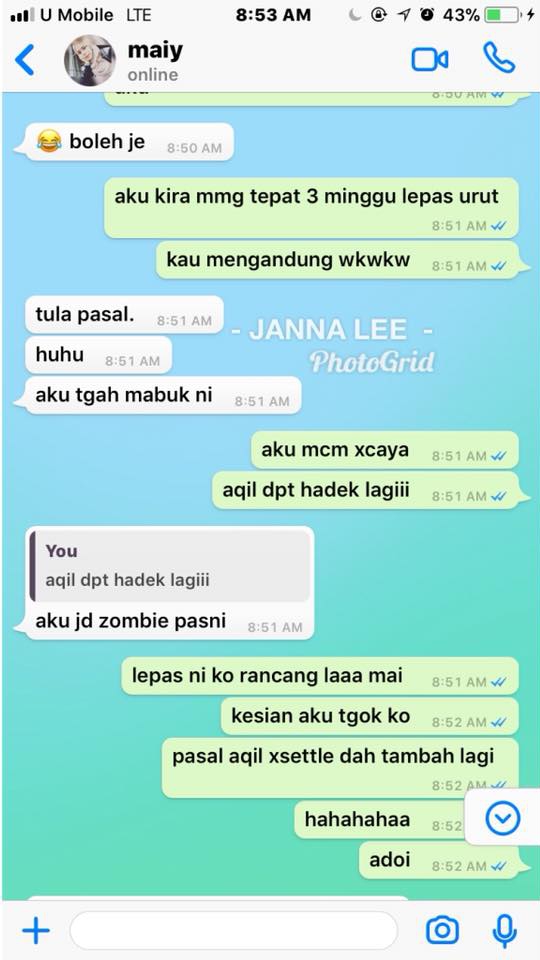 U Mobile LTE 8:53 AM 43%
maiy
online
8:50 AM
😂 boleh je 8:50 AM
aku kira mmg tepat 3 minggu lepas urut
8:51 AM
kau mengandung wkwkw 8:51 AM
tula pasal. 8:51 AM
- JANNA LEE -
huhu 8:51 AM
PhotoGrid
aku tgah mabuk ni 8:51 AM
aku mcm xcaya 8:51 AM
aqil dpt hadek lagiii 8:51 AM
You
aqil dpt hadek lagiii
aku jd zombie pasni 8:51 AM
lepas ni ko rancang laaa mai 8:51 AM
kesian aku tgok ko 8:52 AM
pasal aqil xsettle dah tambah lagi
8:52 AM
hahahahaa 8:52
adoi 8:52 AM